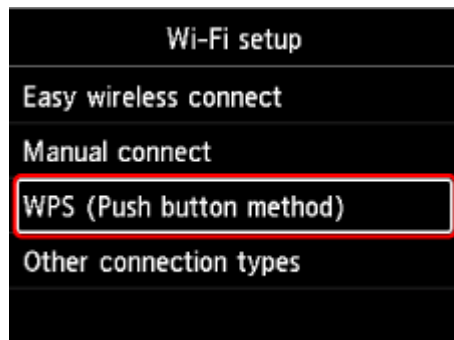 Wi-Fi setup
Easy wireless connect
Manual connect
WPS (Push button method)
Other connection types